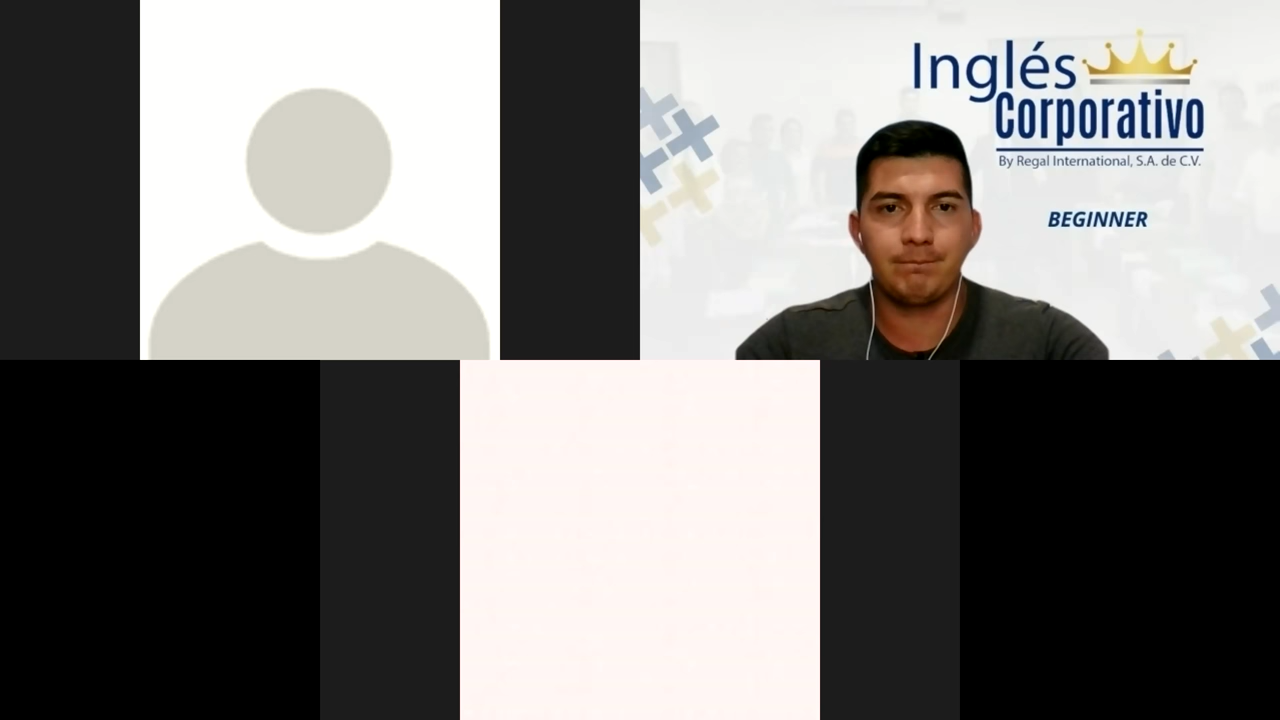 Inglés
Corporativo
By Regal International, S.A. de C.V.
BEGINNER